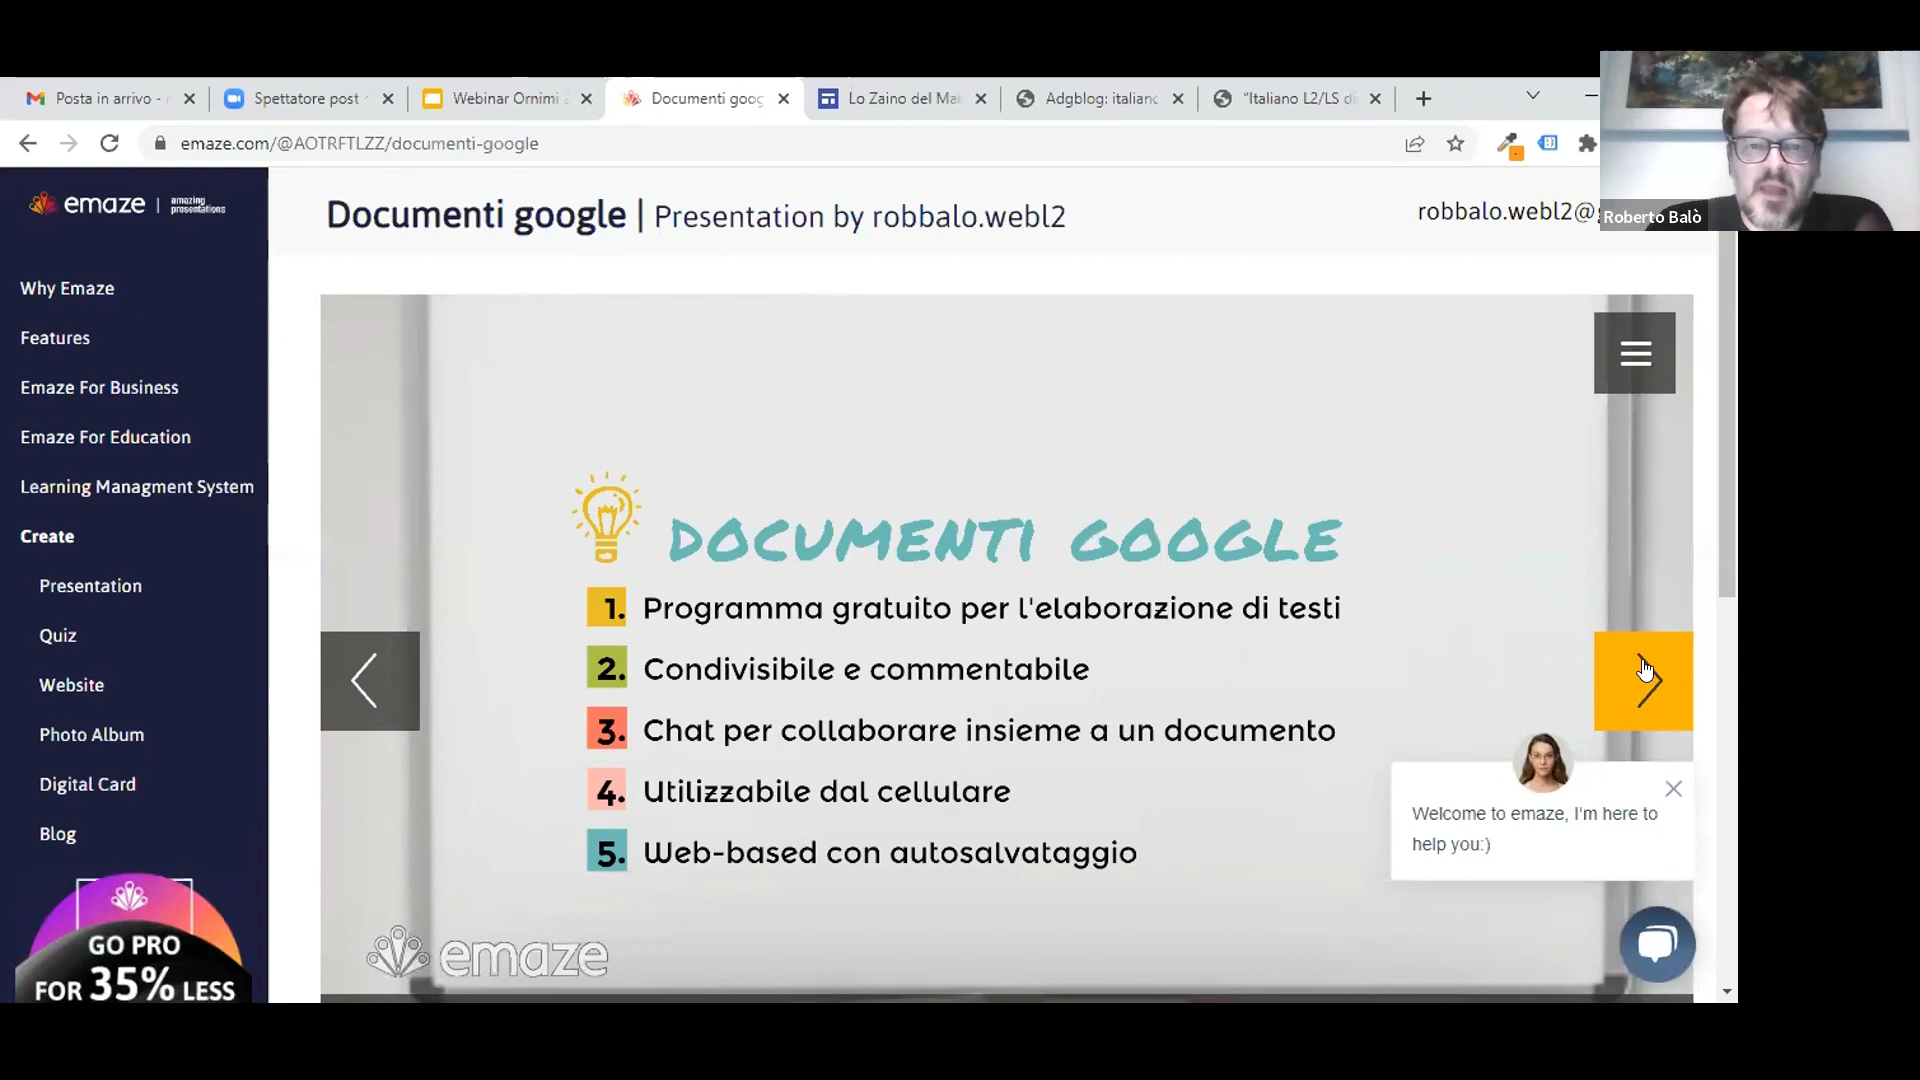 Posta in arrivo -
Spettatore post
Webinar Ornimi
Documenti goog
Lo Zaino del Ma
Adgblog: italian
"Italiano L2/LS di
emaze.com/@AOTRFTLZZ/documenti-google
Roberto Balò
emaze | amazing presentations
Documenti google | Presentation by robbalo.webl2
robbalo.webl2@
Why Emaze
Features
Emaze For Business
Emaze For Education
Learning Managment System
Create
Presentation
Quiz
Website
Photo Album
Digital Card
Blog
GO PRO
FOR 35% LESS
DOCUMENTI GOOGLE
1. Programma gratuito per l'elaborazione di testi
2. Condivisibile e commentabile
3. Chat per collaborare insieme a un documento
4. Utilizzabile dal cellulare
5. Web-based con autosalvataggio
Welcome to emaze, I'm here to
help you:)
emaze